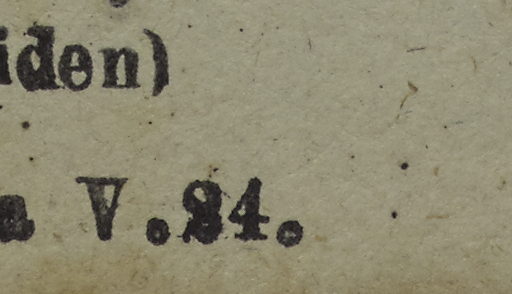 iden)
a V.24.